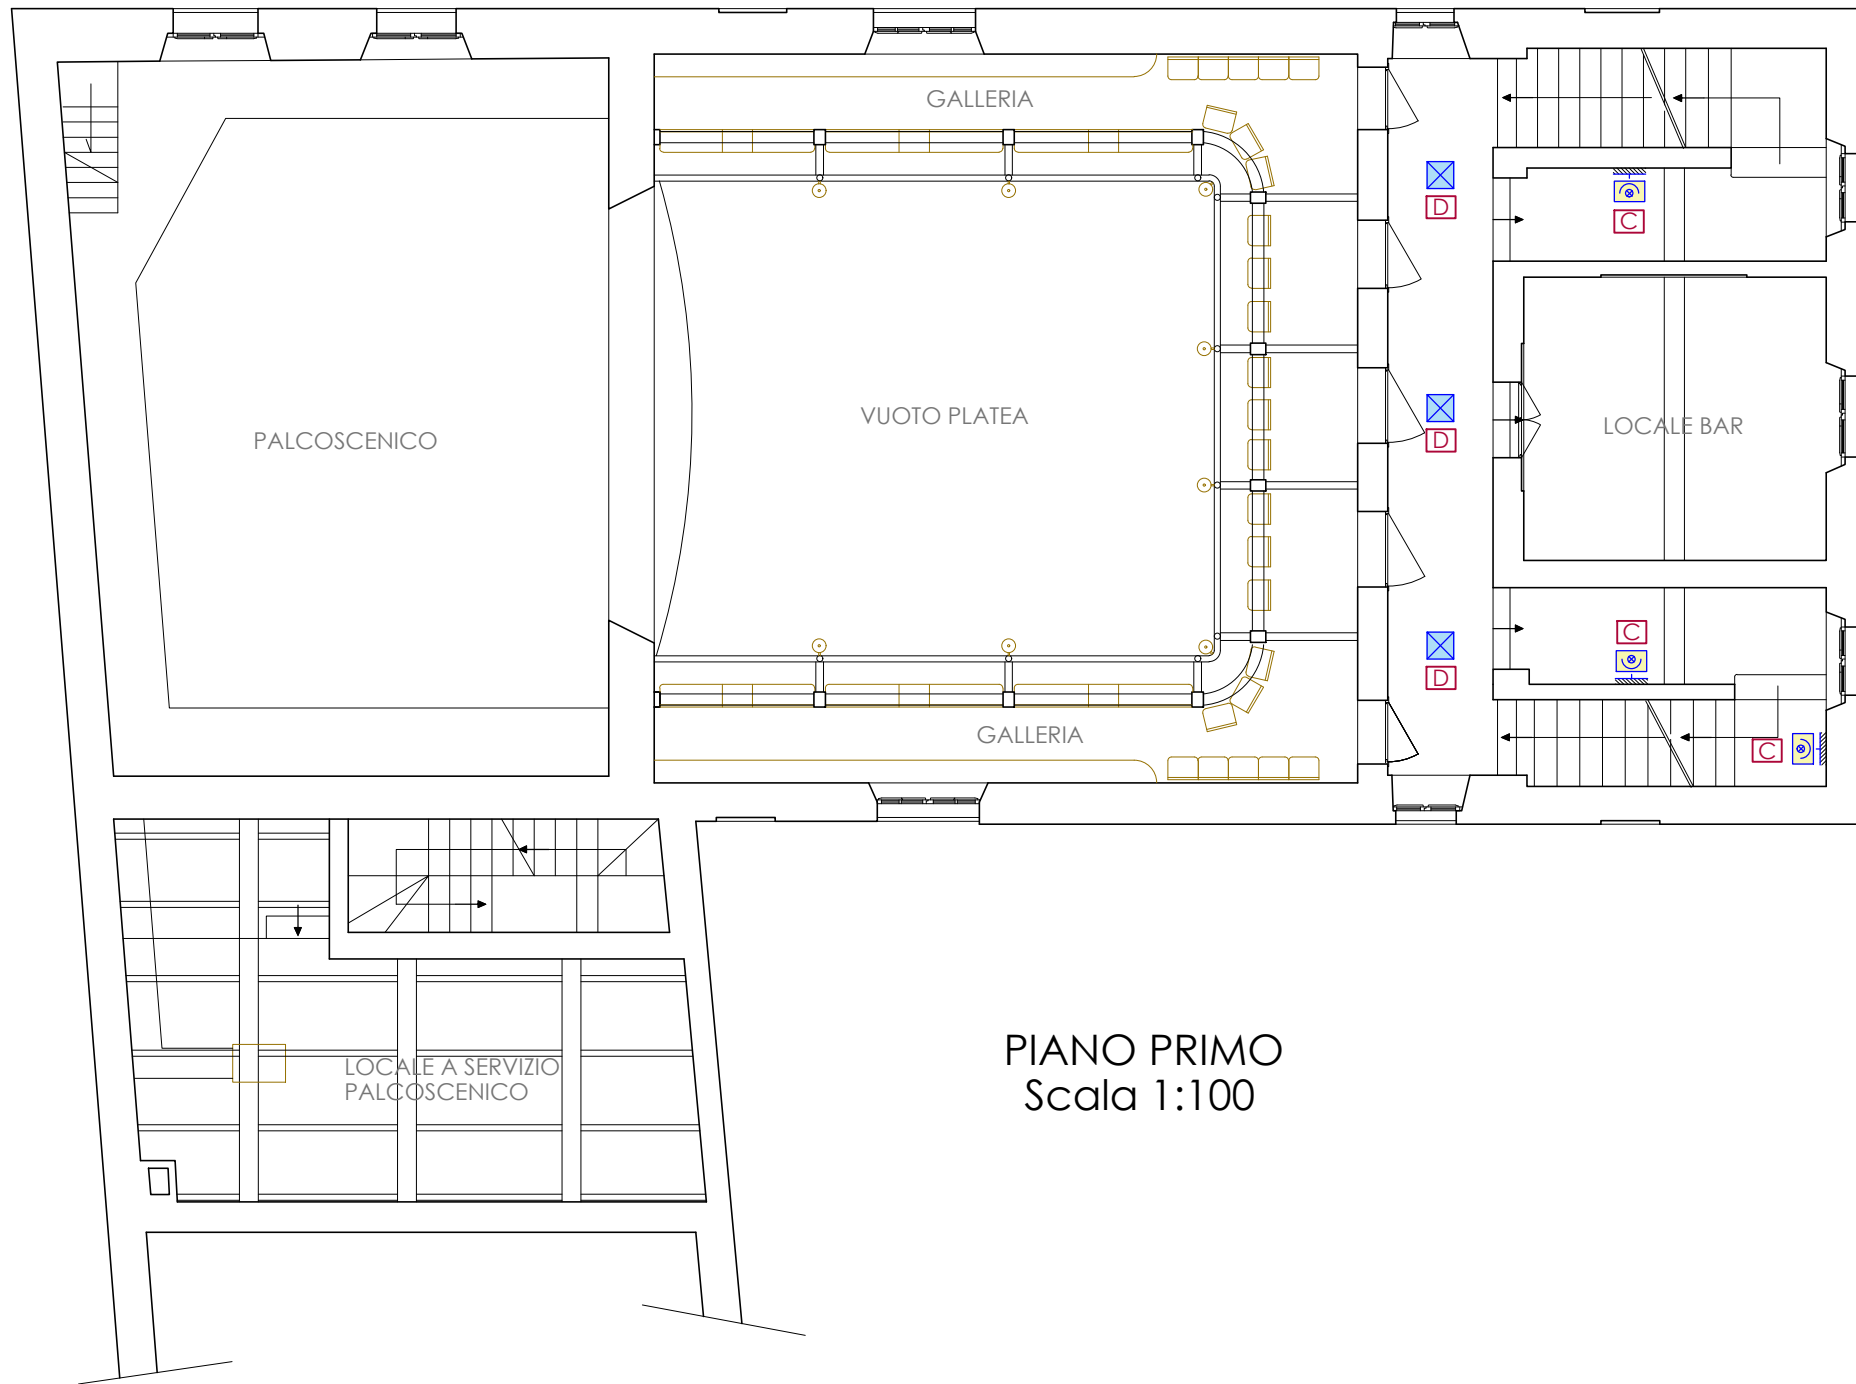 GALLERIA
D
C
VUOTO PLATEA
PALCOSCENICO
LOCALE BAR
D
C
D
GALLERIA
C
PIANO PRIMO
Scala 1:100
LOCALE A SERVIZIO
PALCOSCENICO